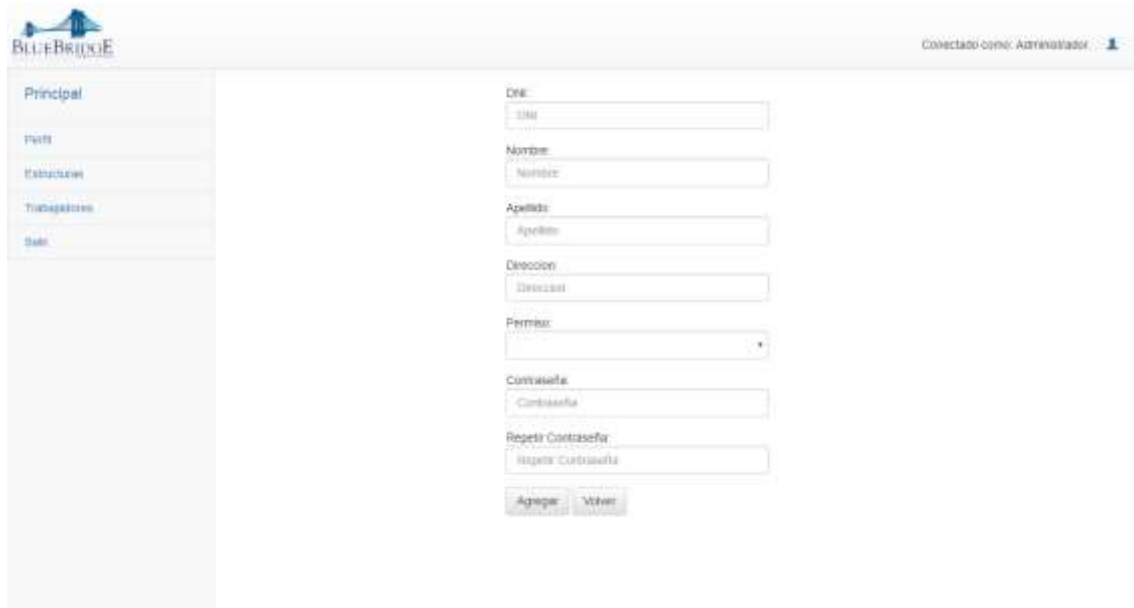 BLUEBRIDGE
Conectado como: Administrador
Principal
Perfil
Estructuras
Trabajadores
Salir
DNI:
DNI
Nombre:
Nombre
Apellido:
Apellido
Direccion:
Direccion
Permiso:
Contraseña:
Contraseña
Repetir Contraseña:
Repetir Contraseña
Agregar Volver